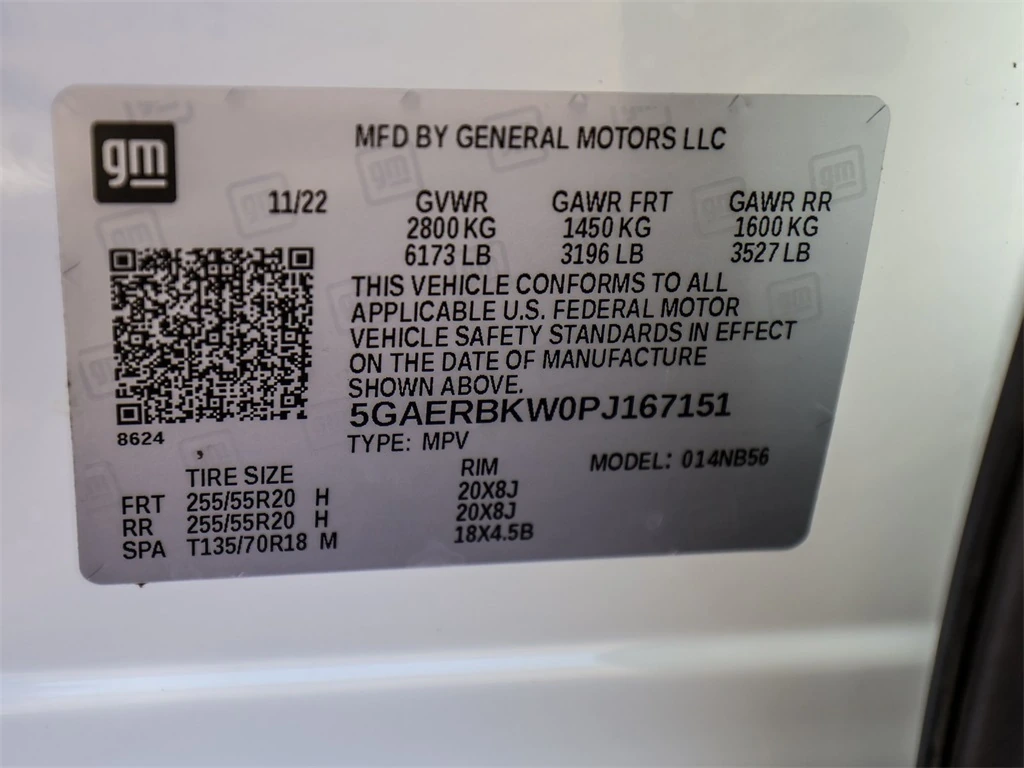 gm
MFD BY GENERAL MOTORS LLC
11/22 GVWR GAWR FRT GAWR RR
2800 KG 1450 KG 1600 KG
6173 LB 3196 LB 3527 LB
THIS VEHICLE CONFORMS TO ALL
APPLICABLE U.S. FEDERAL MOTOR
VEHICLE SAFETY STANDARDS IN EFFECT
ON THE DATE OF MANUFACTURE
SHOWN ABOVE.
5GAERBKW0PJ167151
8624
TYPE: MPV MODEL: 014NB56
TIRE SIZE RIM
FRT 255/55R20 H 20X8J
RR 255/55R20 H 20X8J
SPA T135/70R18 M 18X4.5B